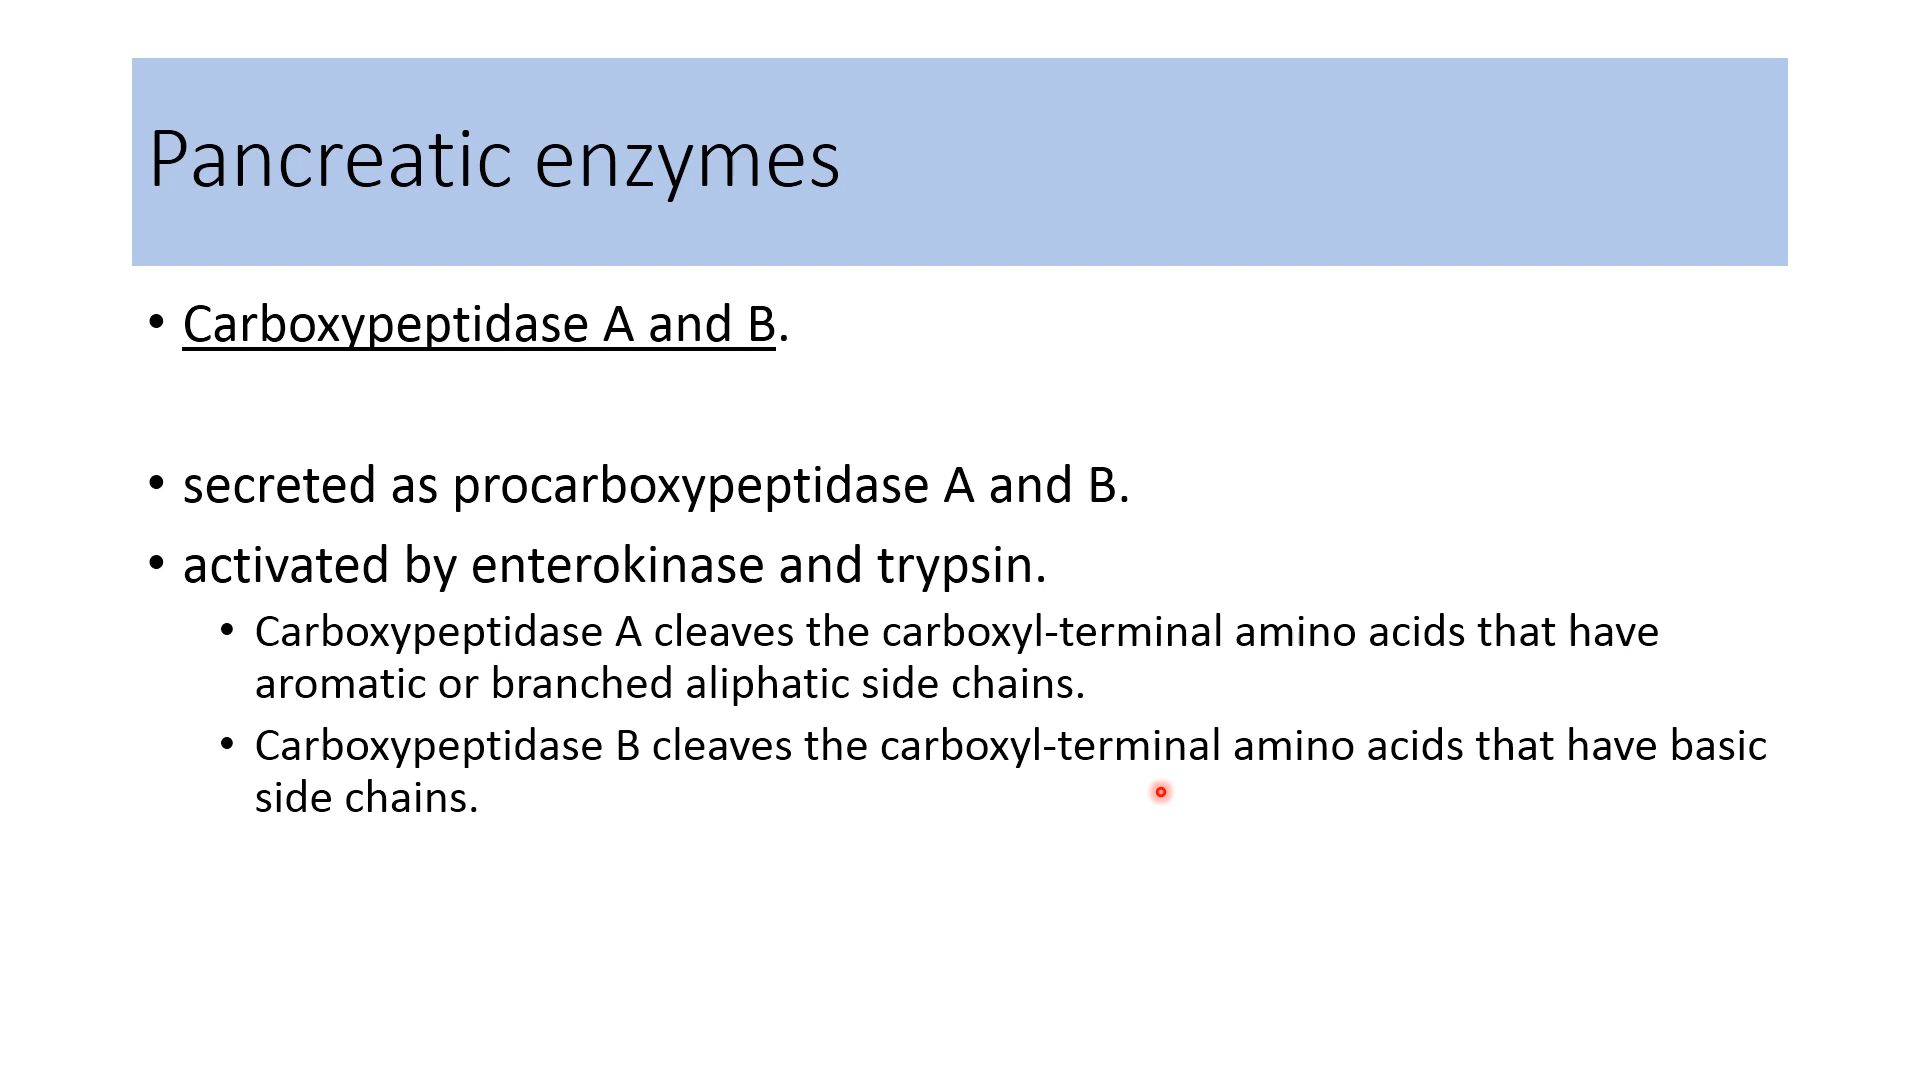 Pancreatic enzymes
• Carboxypeptidase A and B.
• secreted as procarboxypeptidase A and B.
• activated by enterokinase and trypsin.
• Carboxypeptidase A cleaves the carboxyl-terminal amino acids that have
aromatic or branched aliphatic side chains.
• Carboxypeptidase B cleaves the carboxyl-terminal amino acids that have basic
side chains.